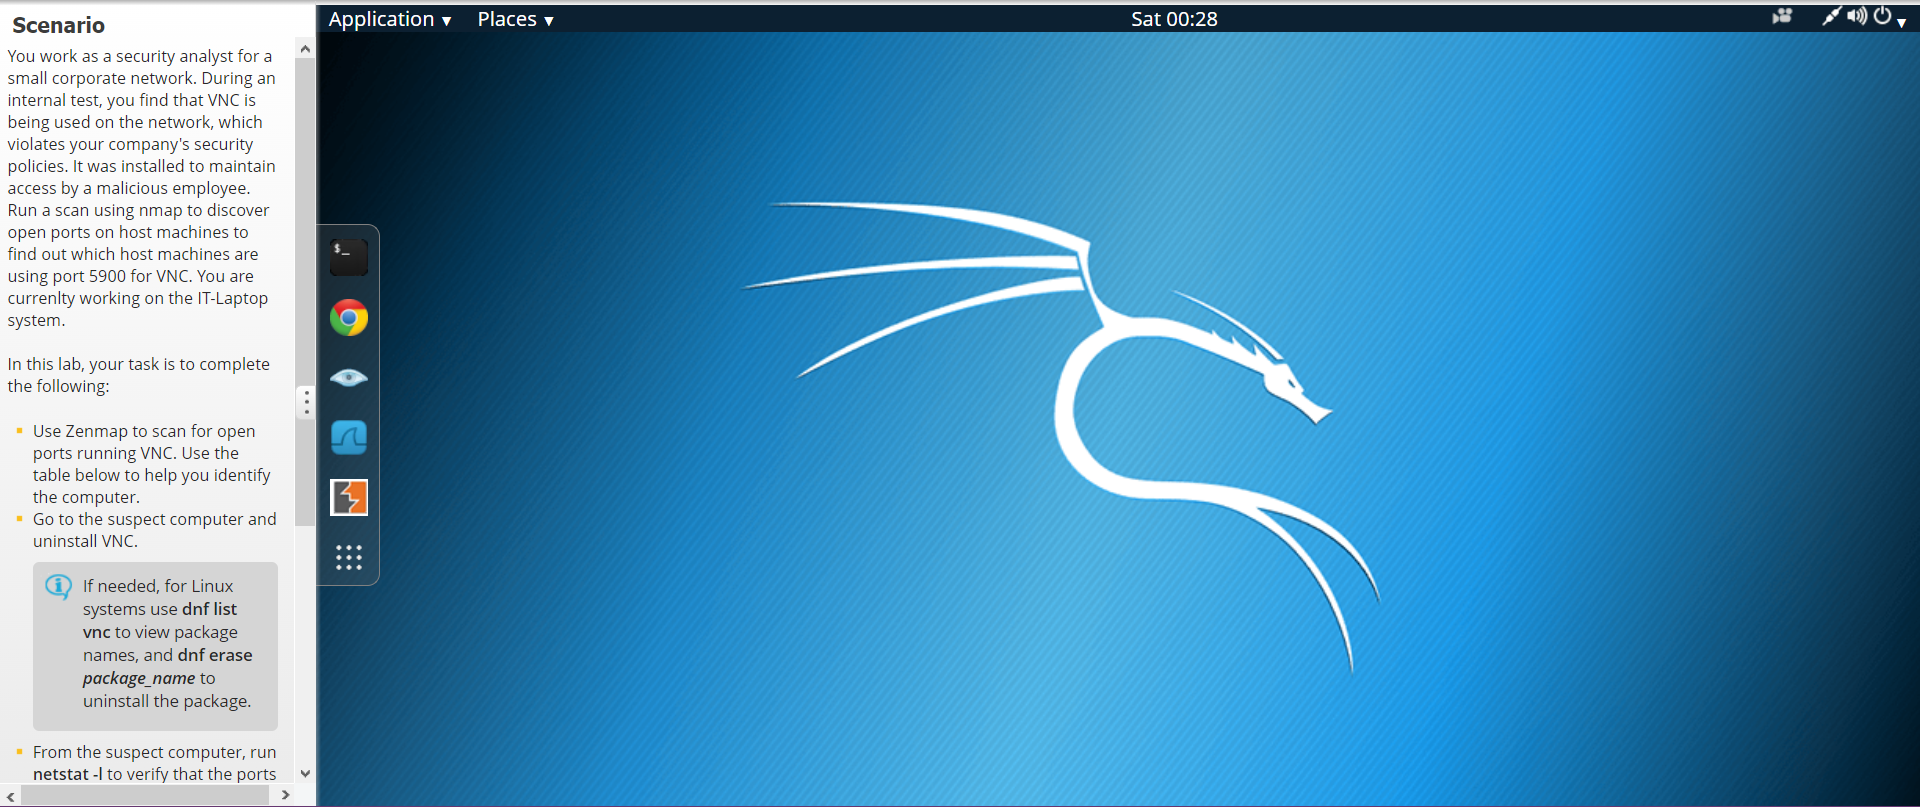 Scenario
You work as a security analyst for a
small corporate network. During an
internal test, you find that VNC is
being used on the network, which
violates your company's security
policies. It was installed to maintain
access by a malicious employee.
Run a scan using nmap to discover
open ports on host machines to
find out which host machines are
using port 5900 for VNC. You are
currenlty working on the IT-Laptop
system.
In this lab, your task is to complete
the following:
Use Zenmap to scan for open
ports running VNC. Use the
table below to help you identify
the computer.
Go to the suspect computer and
uninstall VNC.
If needed, for Linux
systems use dnf list
vnc to view package
names, and dnf erase
package_name to
uninstall the package.
From the suspect computer, run
netstat -l to verify that the ports
Application Places Sat 00:28
$_